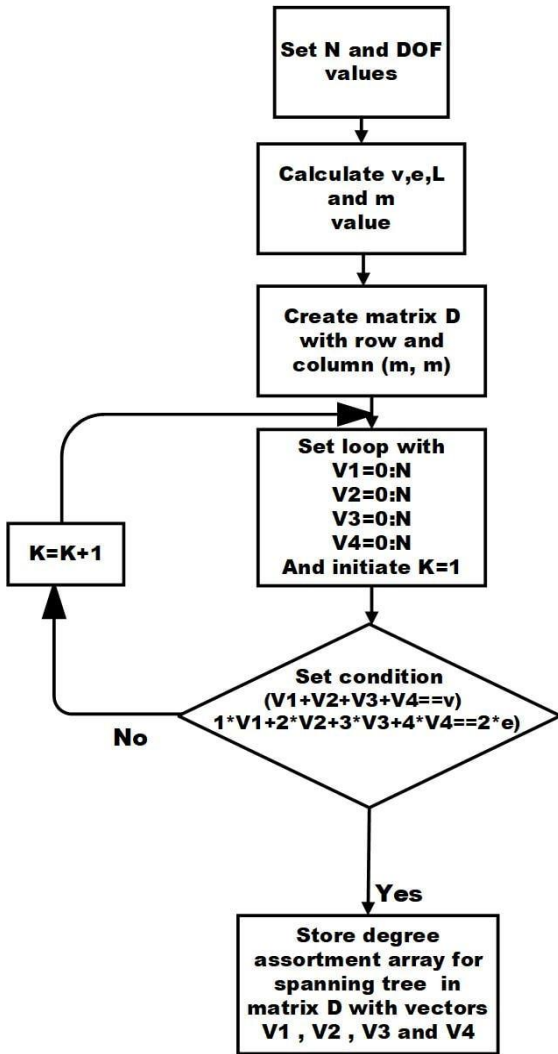 Set N and DOF
values
Calculate v,e,L
and m
value
Create matrix D
with row and
column (m, m)
Set loop with
V1=0:N
V2=0:N
V3=0:N
V4=0:N
And initiate K=1
K=K+1
Set condition
(V1+V2+V3+V4==v)
1*V1+2*V2+3*V3+4*V4==2*e)
No
Yes
Store degree
assortment array for
spanning tree in
matrix D with vectors
V1 , V2 , V3 and V4